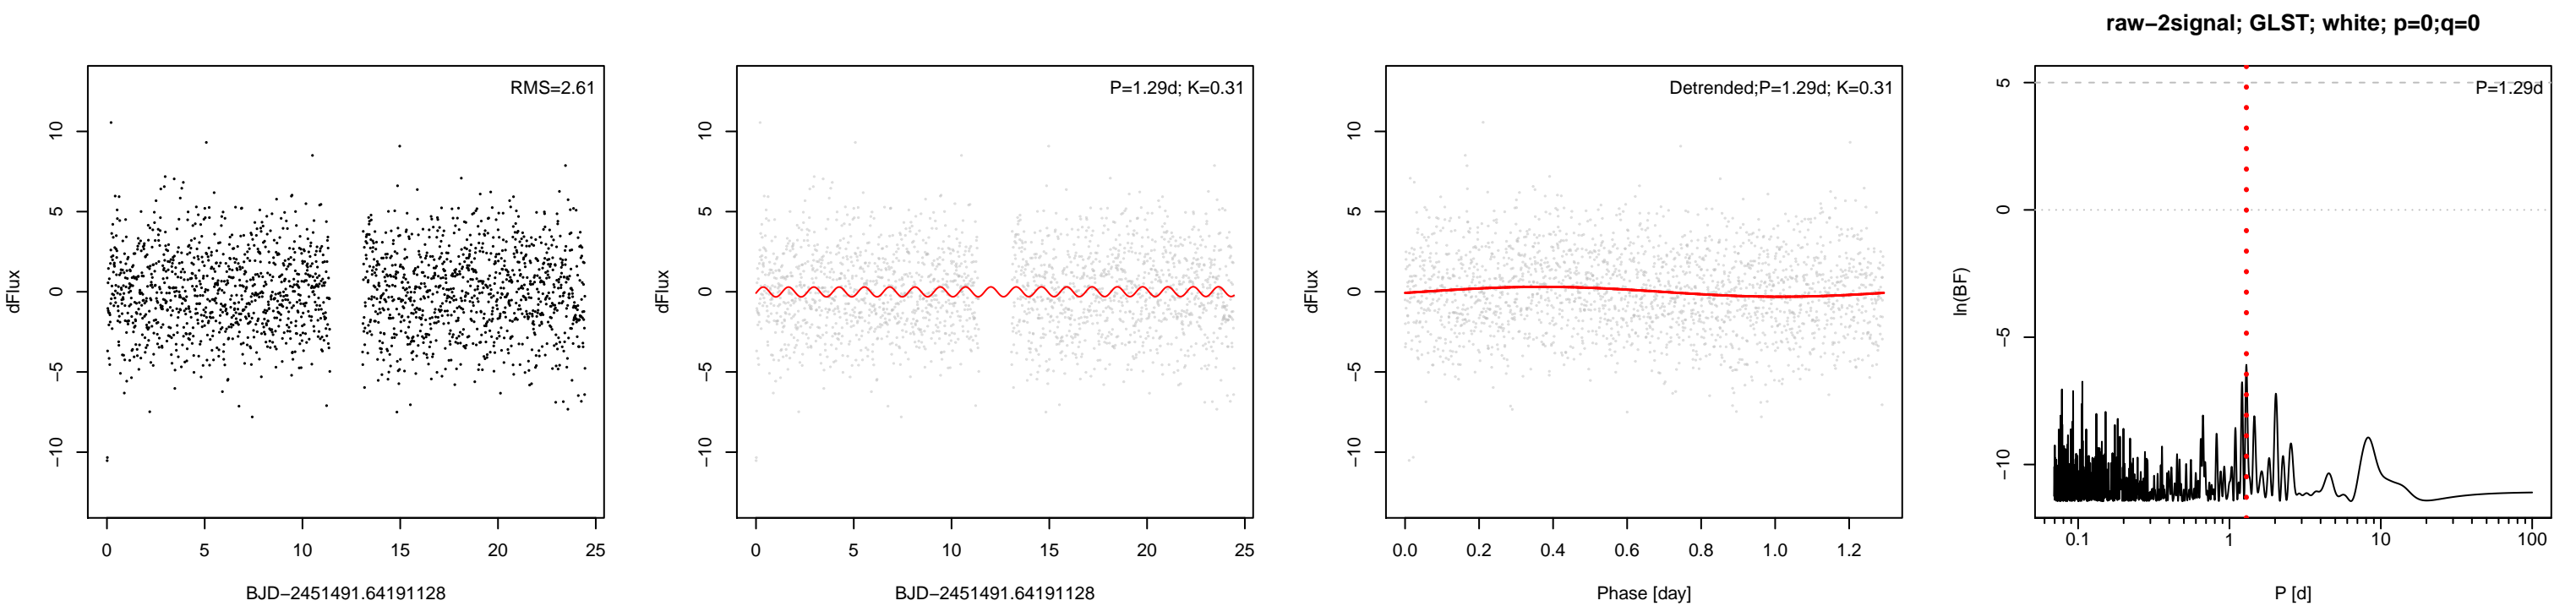 raw−2signal; GLST; white; p=0;q=0
RMS=2.61
dFlux
10
5
0
−5
−10
0 5 10 15 20 25
BJD−2451491.64191128
P=1.29d; K=0.31
dFlux
10
5
0
−5
−10
0 5 10 15 20 25
BJD−2451491.64191128
Detrended;P=1.29d; K=0.31
dFlux
10
5
0
−5
−10
0.0 0.2 0.4 0.6 0.8 1.0 1.2
Phase [day]
P=1.29d
ln(BF)
5
0
−5
−10
0.1 1 10 100
P [d]